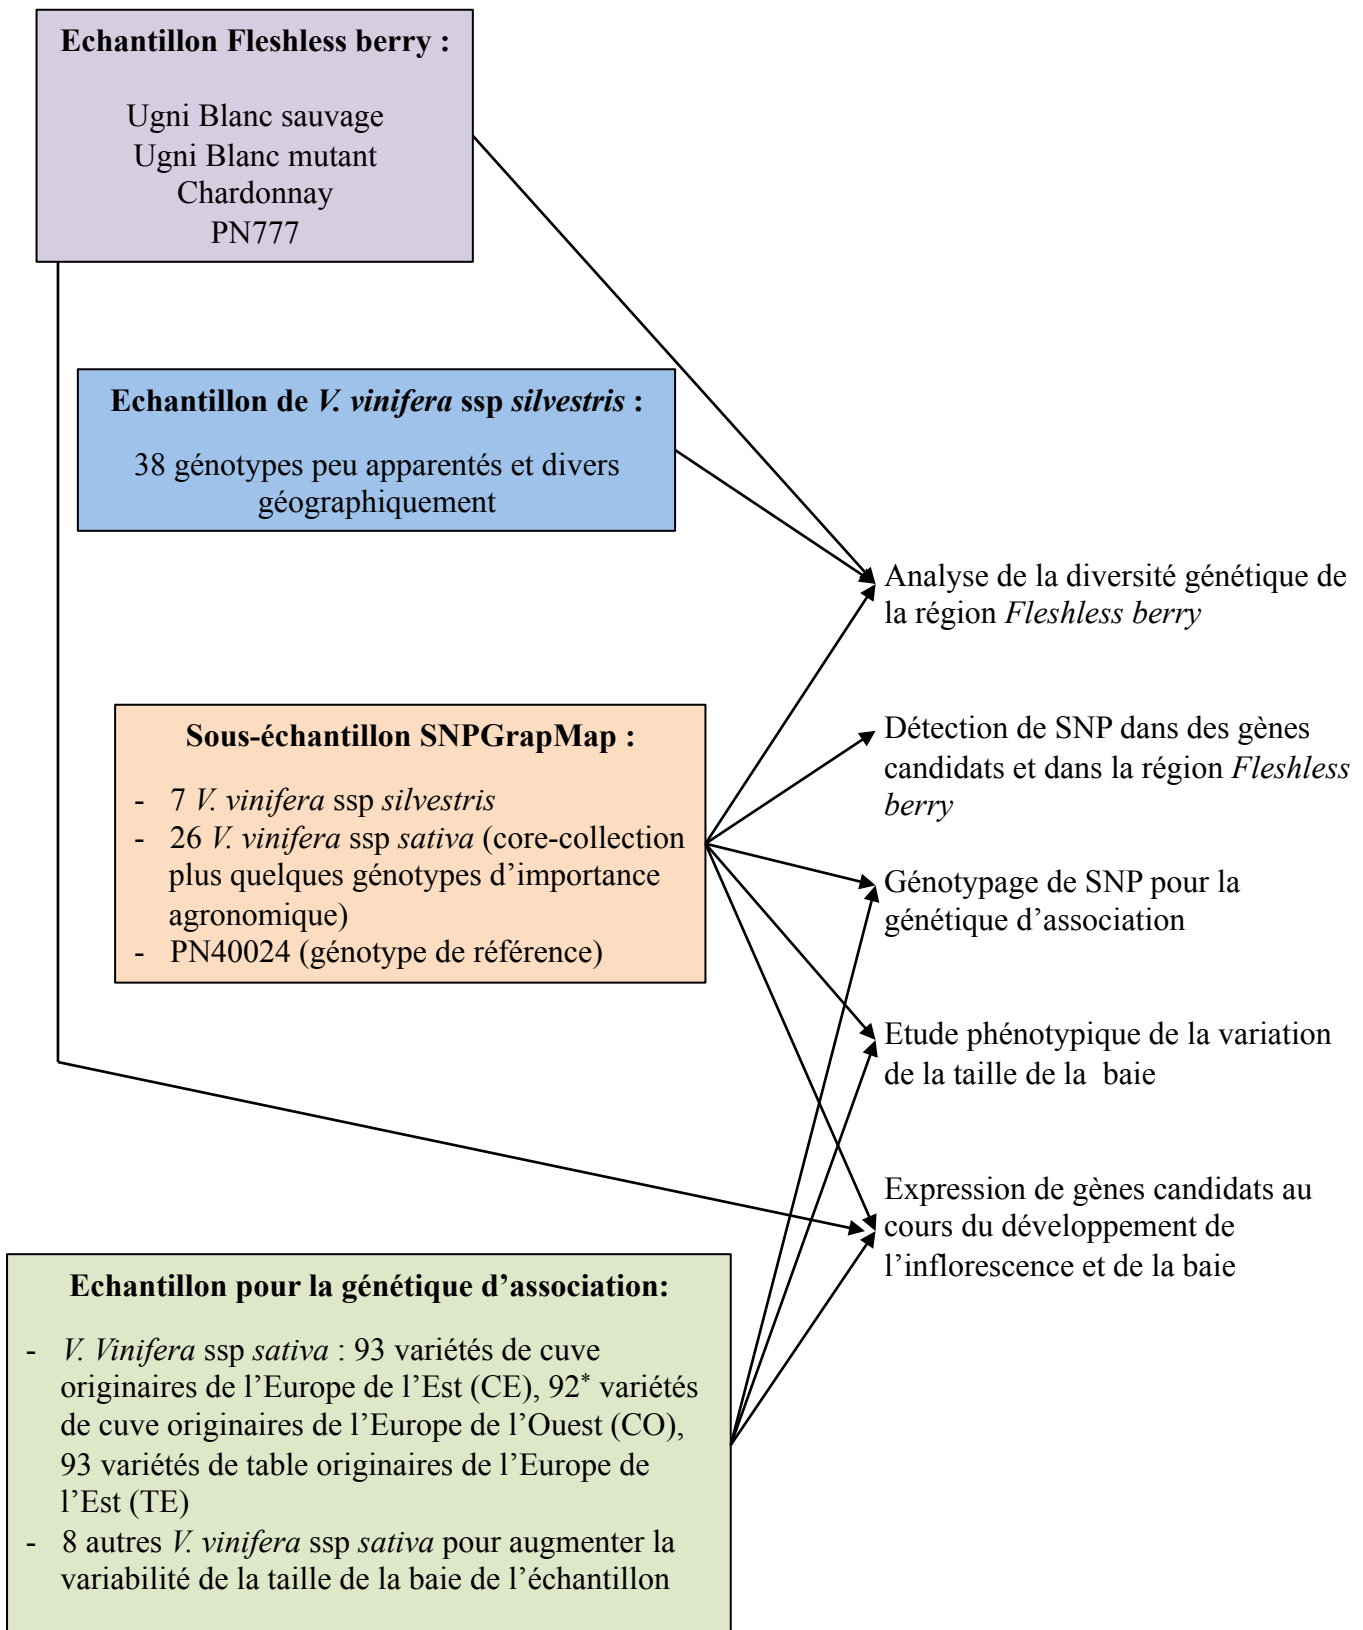 Echantillon Fleshless berry :
Ugni Blanc sauvage
Ugni Blanc mutant
Chardonnay
PN777
Echantillon de V. vinifera ssp silvestris :
38 génotypes peu apparentés et divers
géographiquement
Analyse de la diversité génétique de
la région Fleshless berry
Sous-échantillon SNPGrapMap :
- 7 V. vinifera ssp silvestris
- 26 V. vinifera ssp sativa (core-collection
plus quelques génotypes d’importance
agronomique)
- PN40024 (génotype de référence)
Détection de SNP dans des gènes
candidats et dans la région Fleshless
berry
Génotypage de SNP pour la
génétique d’association
Etude phénotypique de la variation
de la taille de la  baie
Expression de gènes candidats au
cours du développement de
l’inflorescence et de la baie
Echantillon pour la génétique d’association:
- V. Vinifera ssp sativa : 93 variétés de cuve
originaires de l’Europe de l’Est (CE), 92* variétés
de cuve originaires de l’Europe de l’Ouest (CO),
93 variétés de table originaires de l’Europe de
l’Est (TE)
- 8 autres V. vinifera ssp sativa pour augmenter la
variabilité de la taille de la baie de l’échantillon